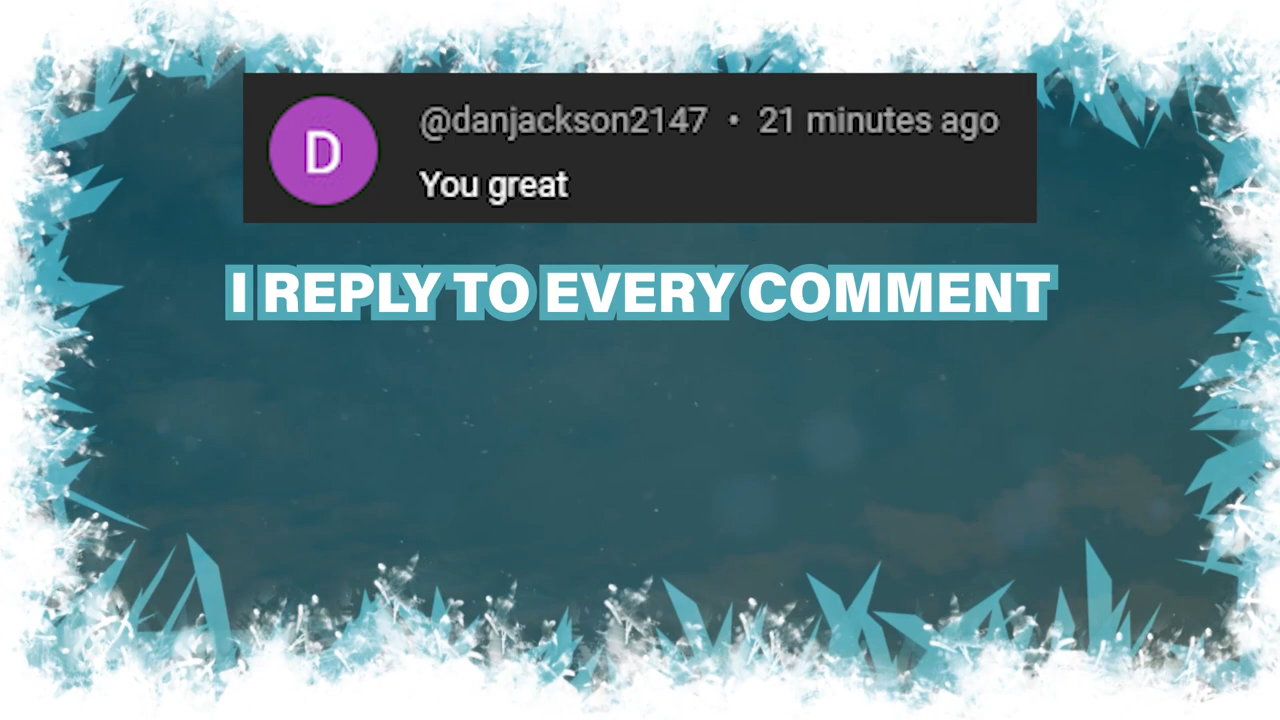 D
@danjackson2147 • 21 minutes ago
You great
I REPLY TO EVERY COMMENT